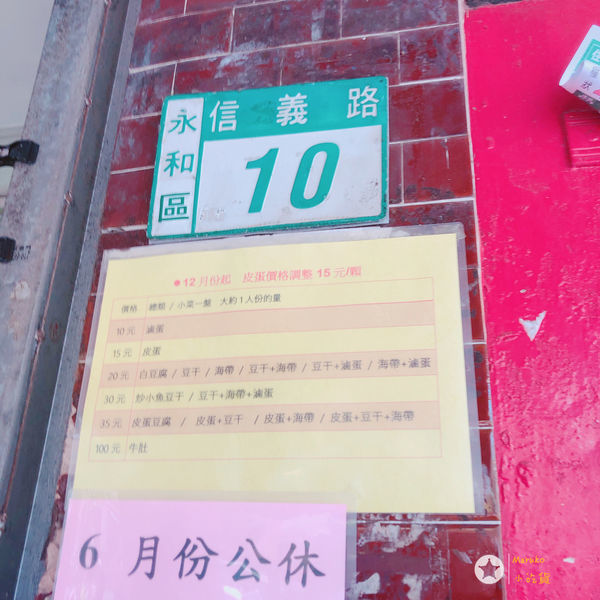 永和區
信義路
10
●12月份起 皮蛋價格調整 15 元/顆
價格 總類 / 小菜一盤 大約1人份的量
10 元 滷蛋
15 元 皮蛋
20 元 白豆腐 / 豆干 / 海帶 / 豆干+海帶 / 豆干+滷蛋 / 海帶+滷蛋
30 元 炒小魚豆干 / 豆干+海帶+滷蛋
35 元 皮蛋豆腐 / 皮蛋+豆干 / 皮蛋+海帶 / 皮蛋+豆干+海帶
100 元 牛肚
6 月份公休
Maruko
小吃貨